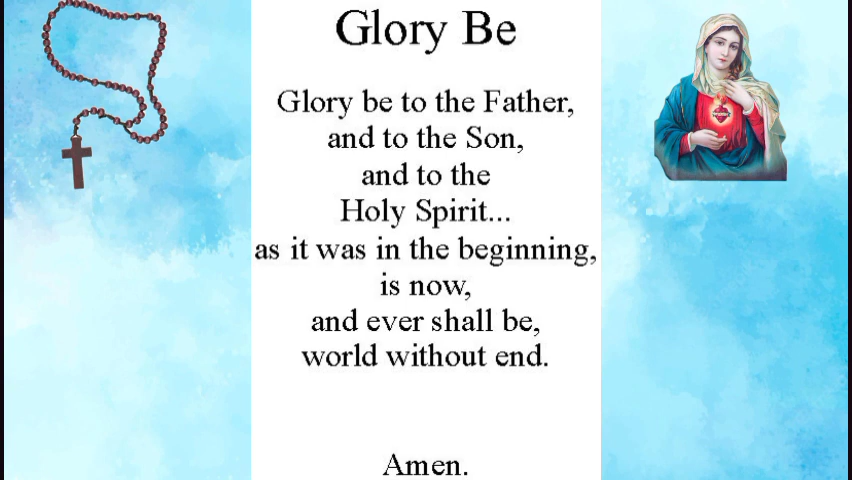 Glory Be
Glory be to the Father,
and to the Son,
and to the
Holy Spirit...
as it was in the beginning,
is now,
and ever shall be,
world without end.
Amen.